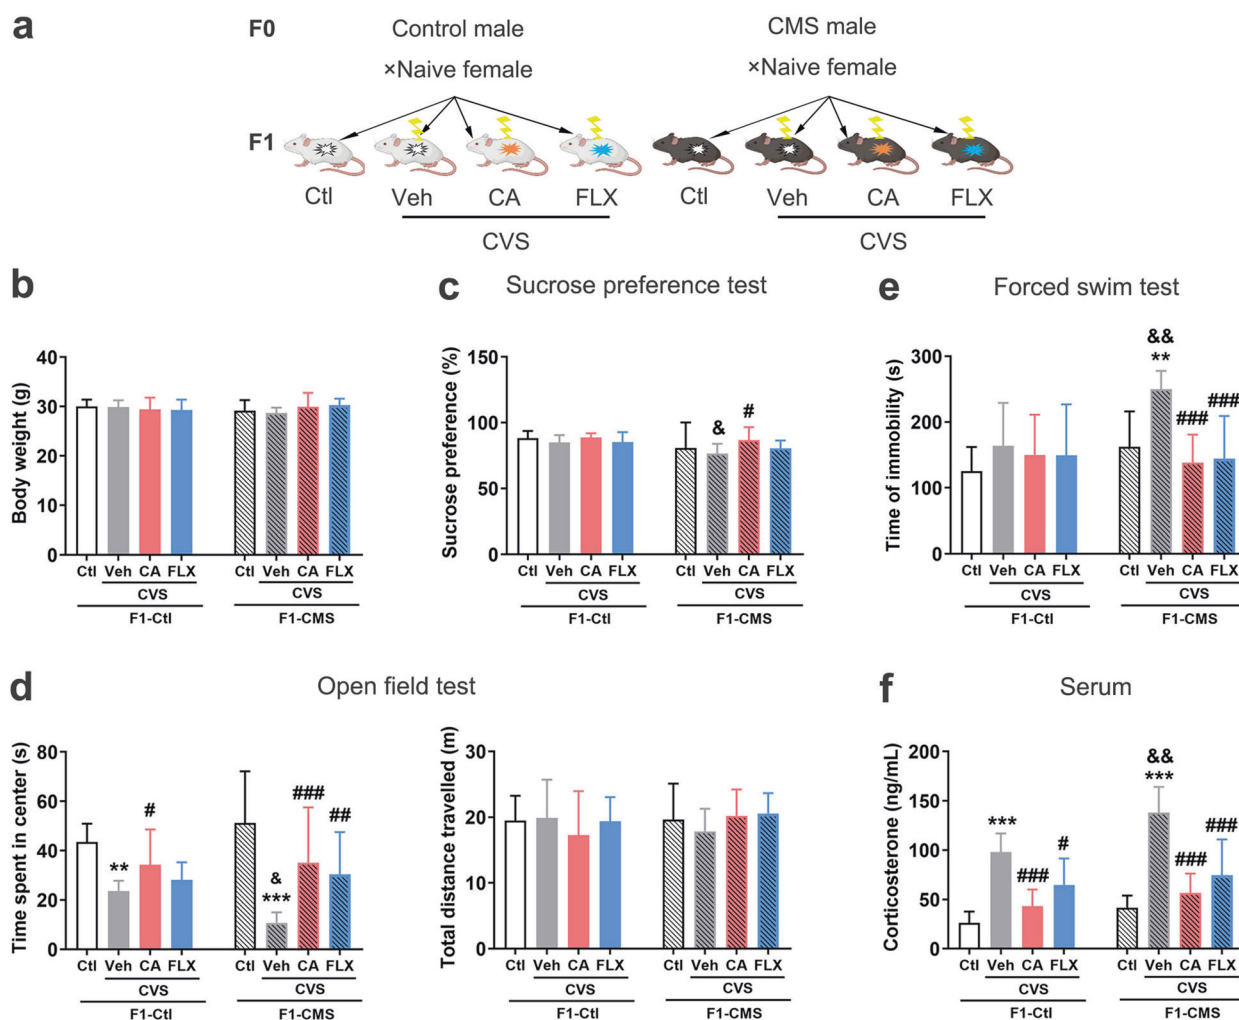 a
F0
Control male
CMS male
×Naive female
×Naive female
F1
Ctl
Veh
CA
FLX
Ctl
Veh
CA
FLX
CVS
CVS
b
Body weight (g)
40
30
20
10
0
Ctl Veh CA FLX
CVS
F1-Ctl
Ctl Veh CA FLX
CVS
F1-CMS
c
Sucrose preference test
Sucrose preference (%)
150
100
50
0
&
#
Ctl Veh CA FLX
CVS
F1-Ctl
Ctl Veh CA FLX
CVS
F1-CMS
e
Forced swim test
Time of immobility (s)
300
200
100
0
&&
**
###
###
Ctl Veh CA FLX
CVS
F1-Ctl
Ctl Veh CA FLX
CVS
F1-CMS
d
Open field test
Time spent in center (s)
80
60
40
20
0
**
#
&
***
###
##
Ctl Veh CA FLX
CVS
F1-Ctl
Ctl Veh CA FLX
CVS
F1-CMS
Total distance travelled (m)
30
20
10
0
Ctl Veh CA FLX
CVS
F1-Ctl
Ctl Veh CA FLX
CVS
F1-CMS
f
Serum
Corticosterone (ng/mL)
200
150
100
50
0
***
###
#
&&
***
###
###
Ctl Veh CA FLX
CVS
F1-Ctl
Ctl Veh CA FLX
CVS
F1-CMS